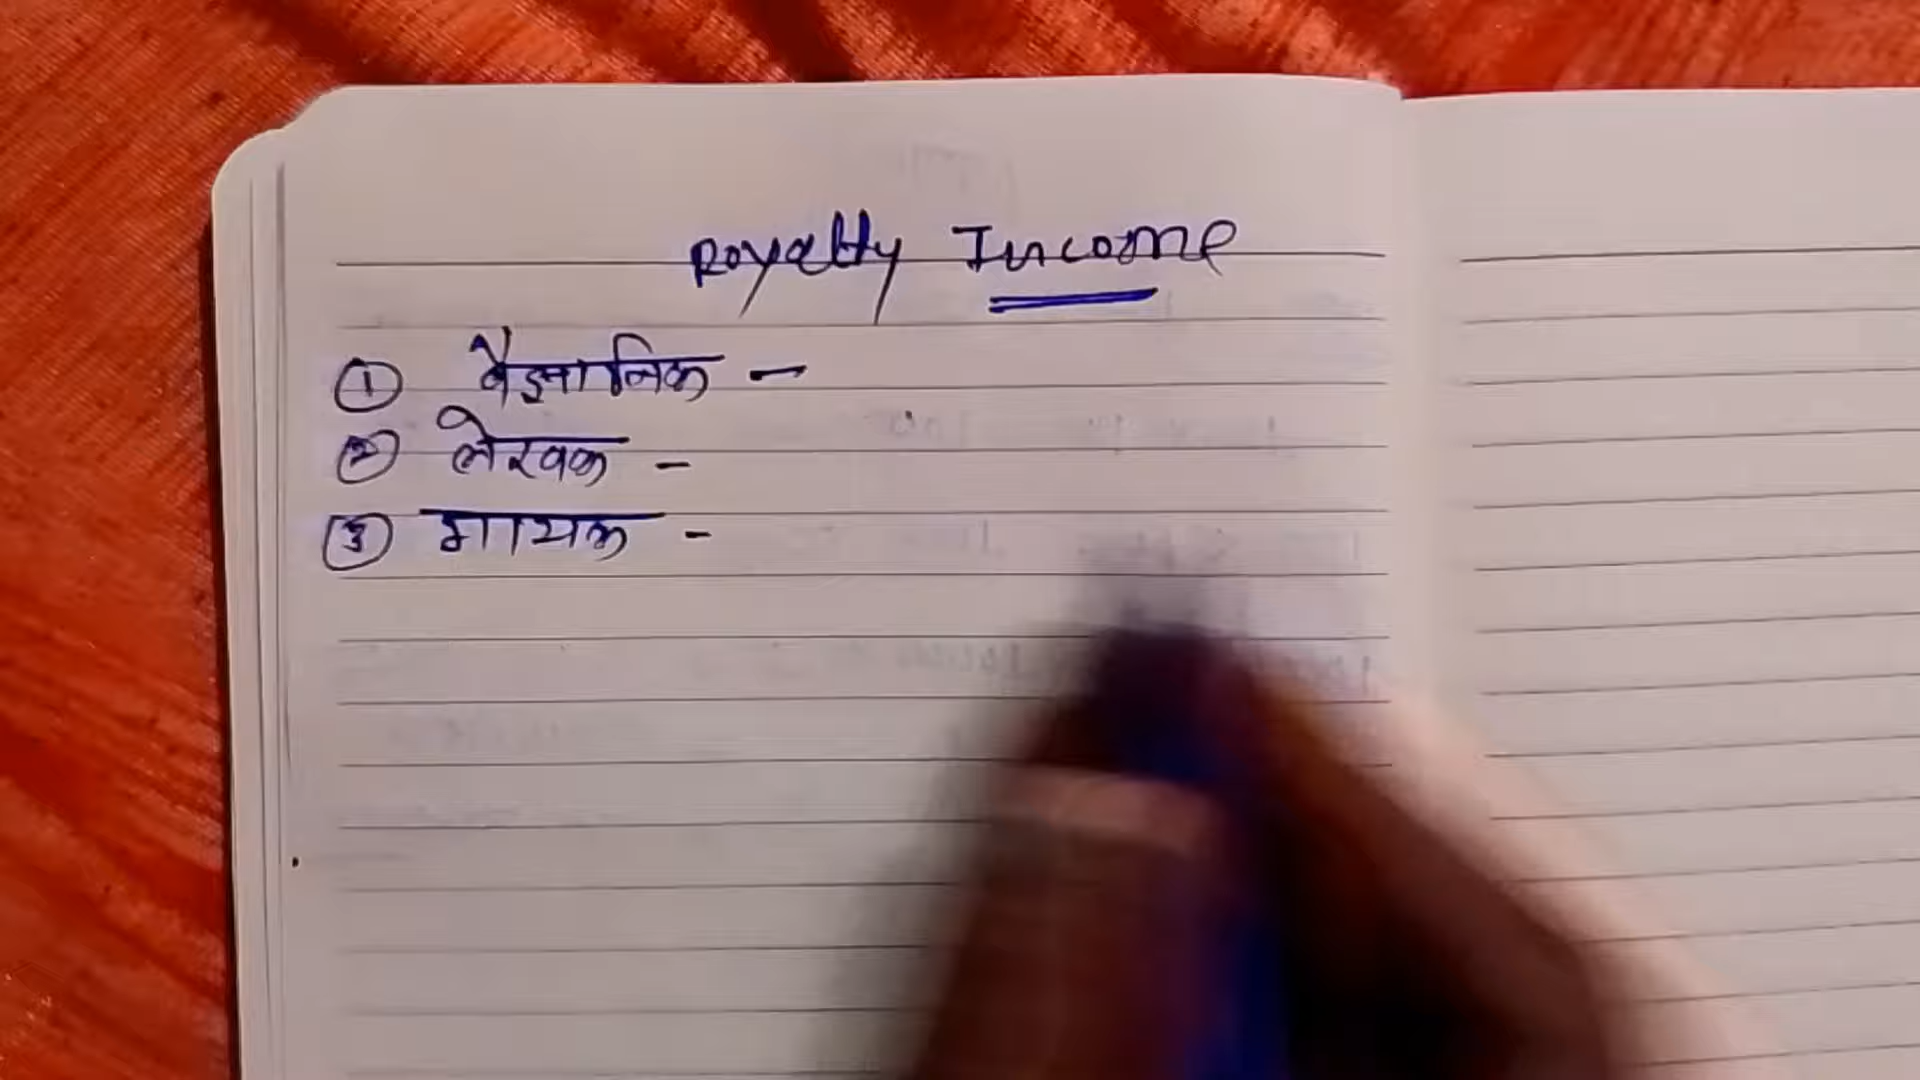 Royalty Income
① वैज्ञानिक -
② लेखक -
③ गायक -